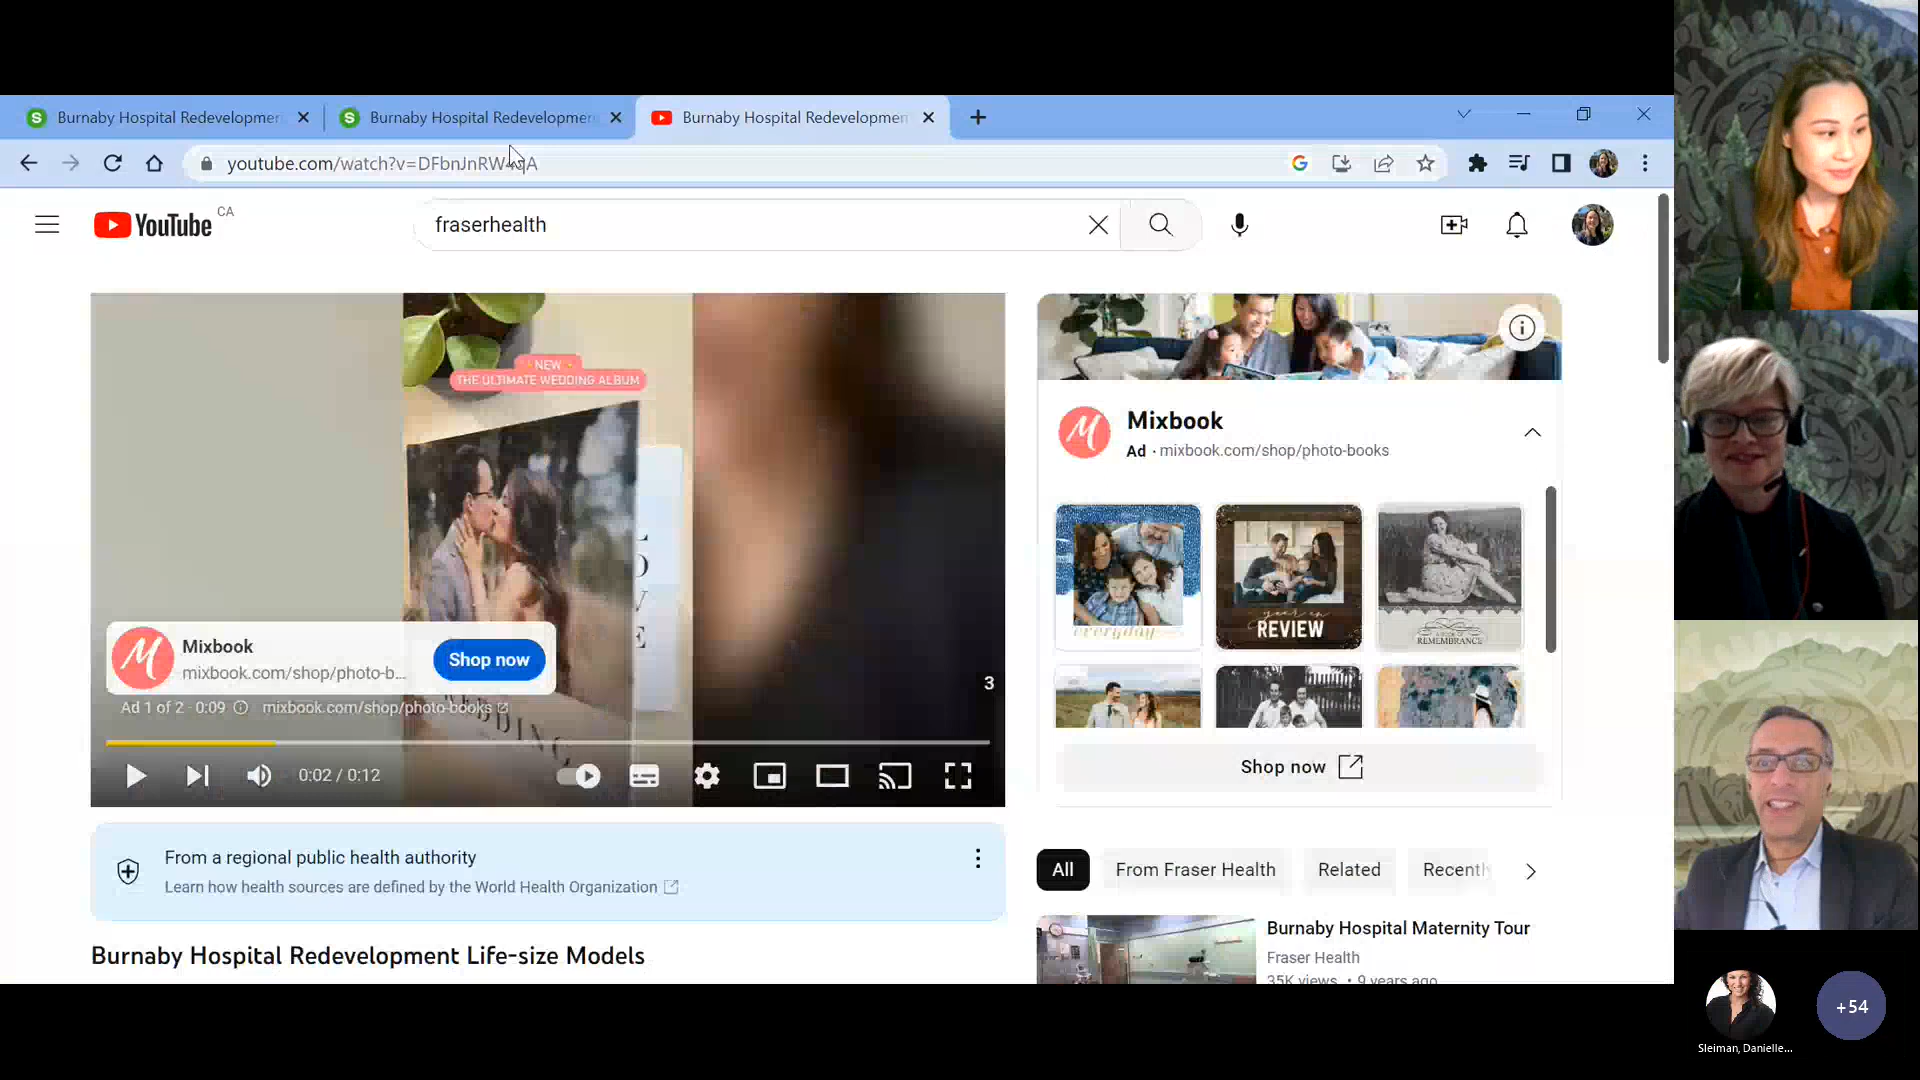 Burnaby Hospital Redevelopmen
Burnaby Hospital Redevelopmen
Burnaby Hospital Redevelopmen
youtube.com/watch?v=DFbnJnRW
YouTube CA
fraserhealth
NEW
THE ULTIMATE WEDDING ALBUM
L
O
V
E
WEDDING
Mixbook
mixbook.com/shop/photo-b...
Shop now
3
Ad 1 of 2 · 0:09
mixbook.com/shop/photo-books
0:02 / 0:12
Mixbook
Ad · mixbook.com/shop/photo-books
everyday
year in
REVIEW
REMEMBRANCE
Shop now
From a regional public health authority
Learn how health sources are defined by the World Health Organization
Burnaby Hospital Redevelopment Life-size Models
All
From Fraser Health
Related
Recently
Burnaby Hospital Maternity Tour
Fraser Health
35K views · 9 years ago
Sleiman, Danielle...
+54